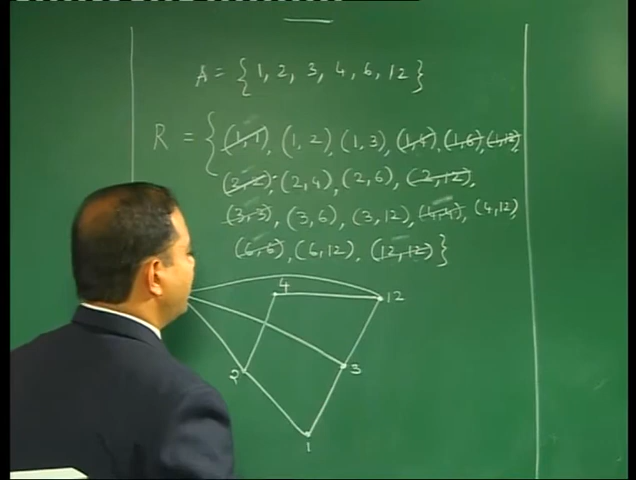 A = {1, 2, 3, 4, 6, 12}
R = {(1,1), (1,2), (1,3), (1,4), (1,6), (1,12),
(2,2), (2,4), (2,6), (2,12),
(3,3), (3,6), (3,12), (4,4), (4,12)
(6,6), (6,12), (12,12)}
4
12
2
3
1